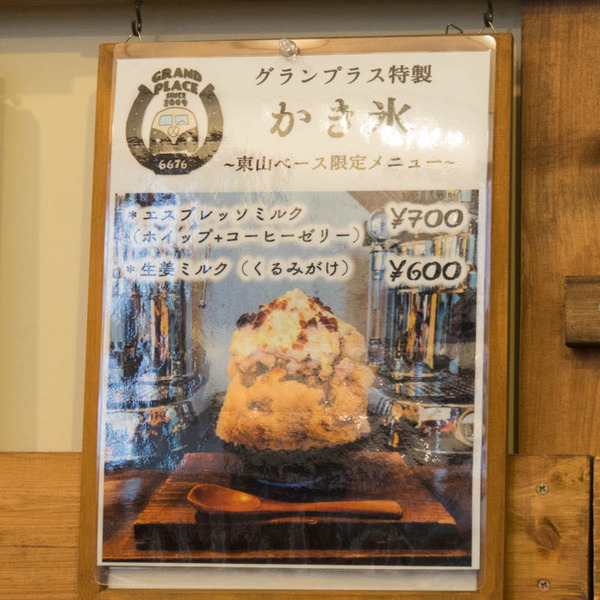 GRAND
PLACE
SINCE
2009
6676
グランプラス特製
かき氷
~東山ベース限定メニュー~
*エスプレッソミルク ¥700
(ホイップ+コーヒーゼリー)
*生姜ミルク(くるみがけ) ¥600